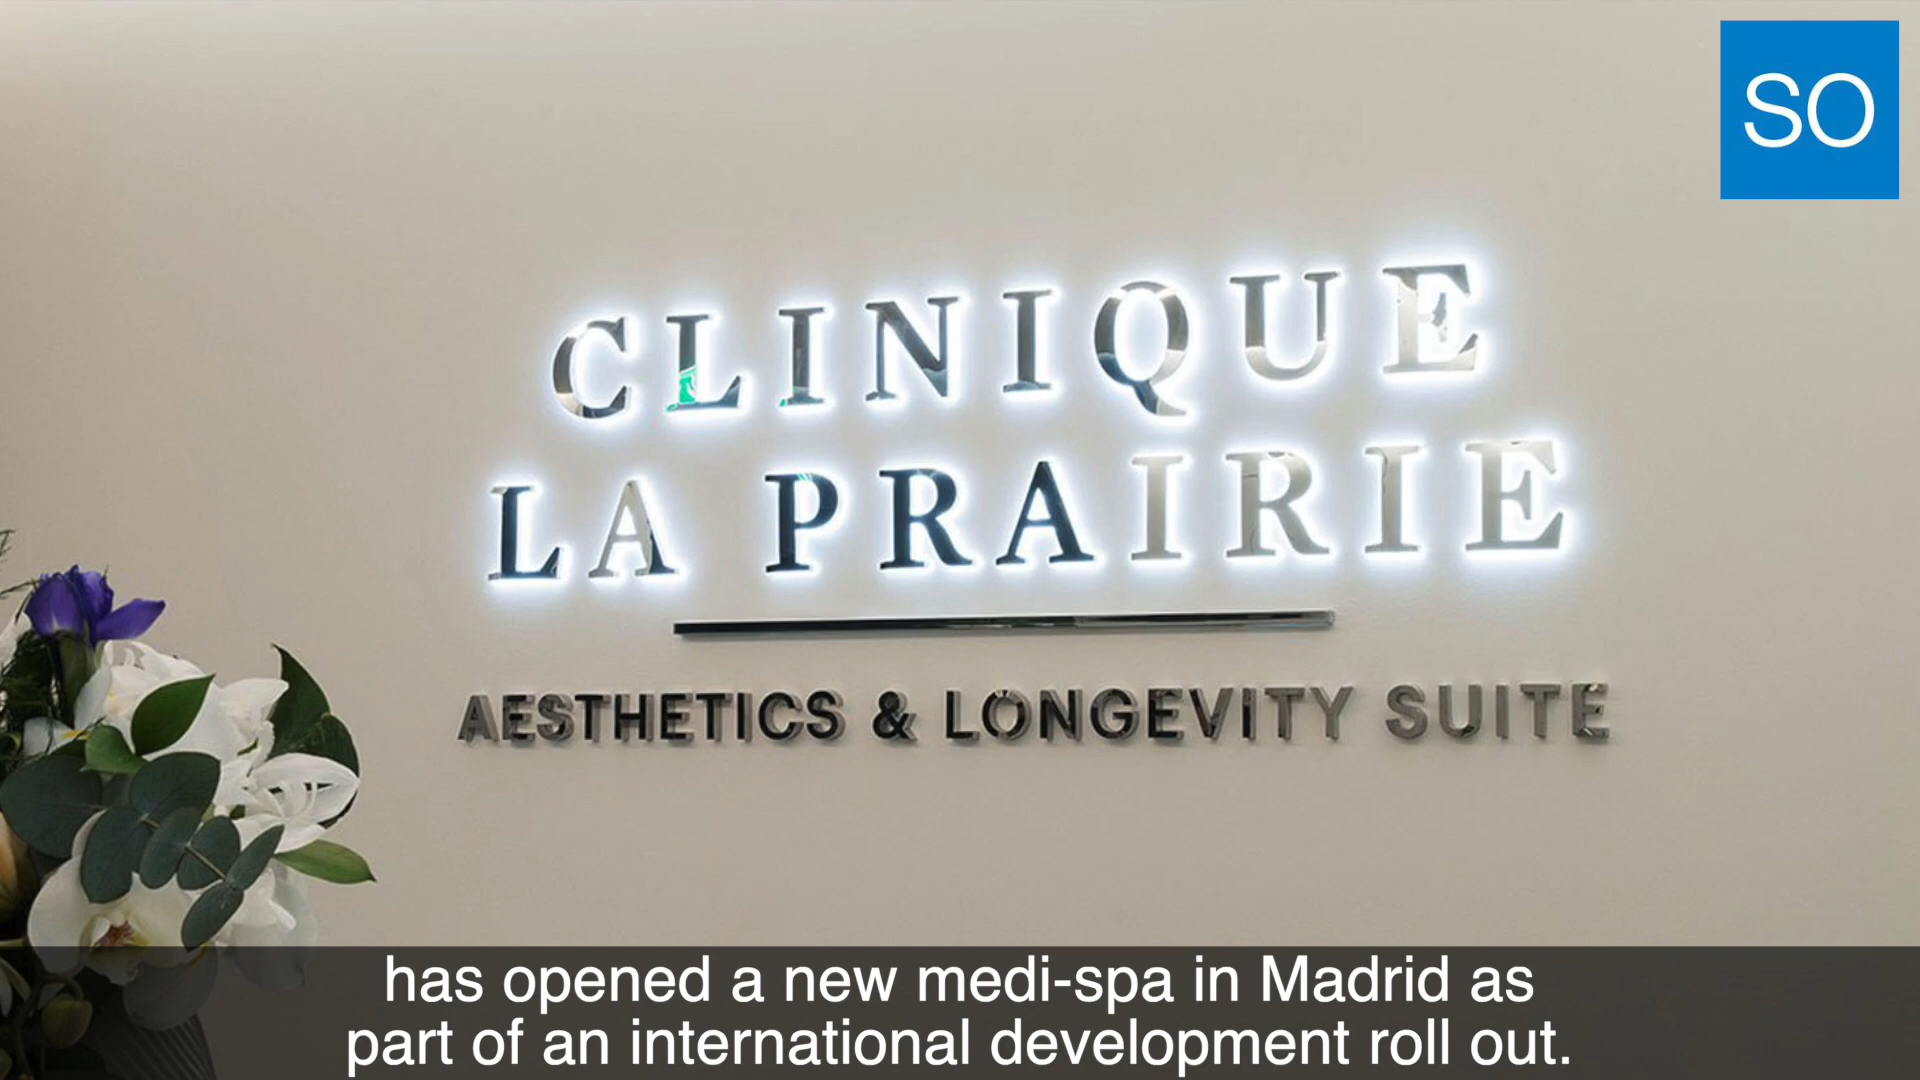 SO
CLINIQUE
LA PRAIRIE
AESTHETICS & LONGEVITY SUITE
has opened a new medi-spa in Madrid as
part of an international development roll out.